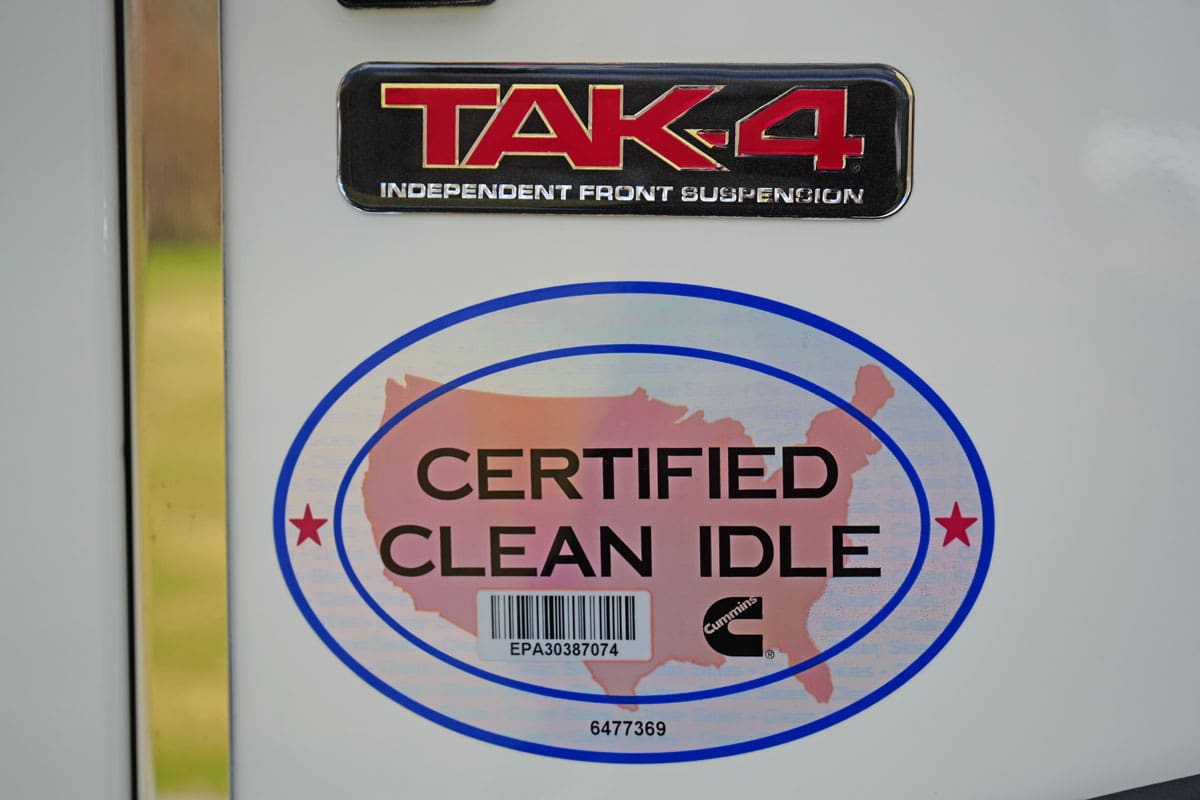 TAK-4
INDEPENDENT FRONT SUSPENSION
CERTIFIED
CLEAN IDLE
EPA30387074
Cummins
®
6477369